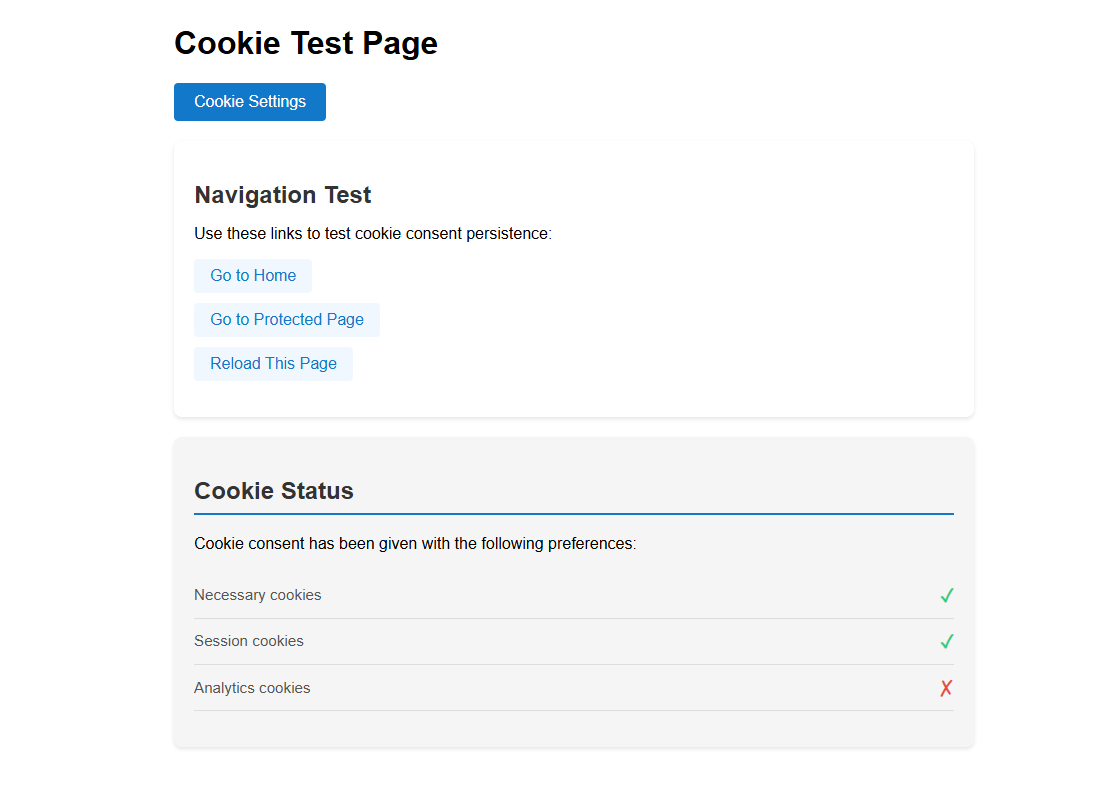 Cookie Test Page
Cookie Settings
Navigation Test
Use these links to test cookie consent persistence:
Go to Home
Go to Protected Page
Reload This Page
Cookie Status
Cookie consent has been given with the following preferences:
Necessary cookies ✓
Session cookies ✓
Analytics cookies ✗